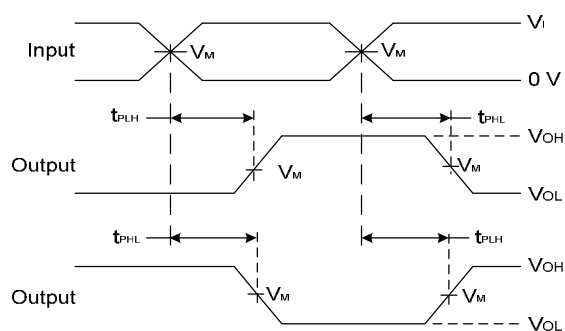 VI
Input VM VM
0 V
tPLH tPHL
VOH
Output VM VM
VOL
tPHL tPLH
VOH
Output VM VM
VOL